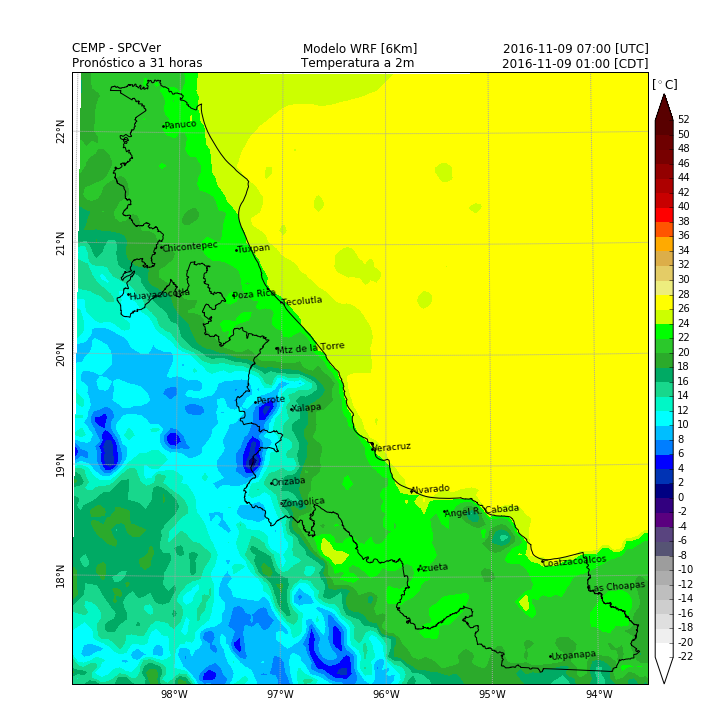 CEMP - SPCVer Modelo WRF [6Km] 2016-11-09 07:00 [UTC]
Pronóstico a 31 horas Temperatura a 2m 2016-11-09 01:00 [CDT]
[°C]
52
50
48
46
44
42
40
38
36
34
32
30
28
26
24
22
20
18
16
14
12
10
8
6
4
2
0
-2
-4
-6
-8
-10
-12
-14
-16
-18
-20
-22
22°N
21°N
20°N
19°N
18°N
Panuco
Chicontepec
Tuxpan
Huayacocotla
Poza Rica
Tecolutla
Mtz de la Torre
Perote
Xalapa
Veracruz
Orizaba
Alvarado
Zongolica
Angel R. Cabada
Azueta
Coatzacoalcos
Las Choapas
Uxpanapa
98°W 97°W 96°W 95°W 94°W